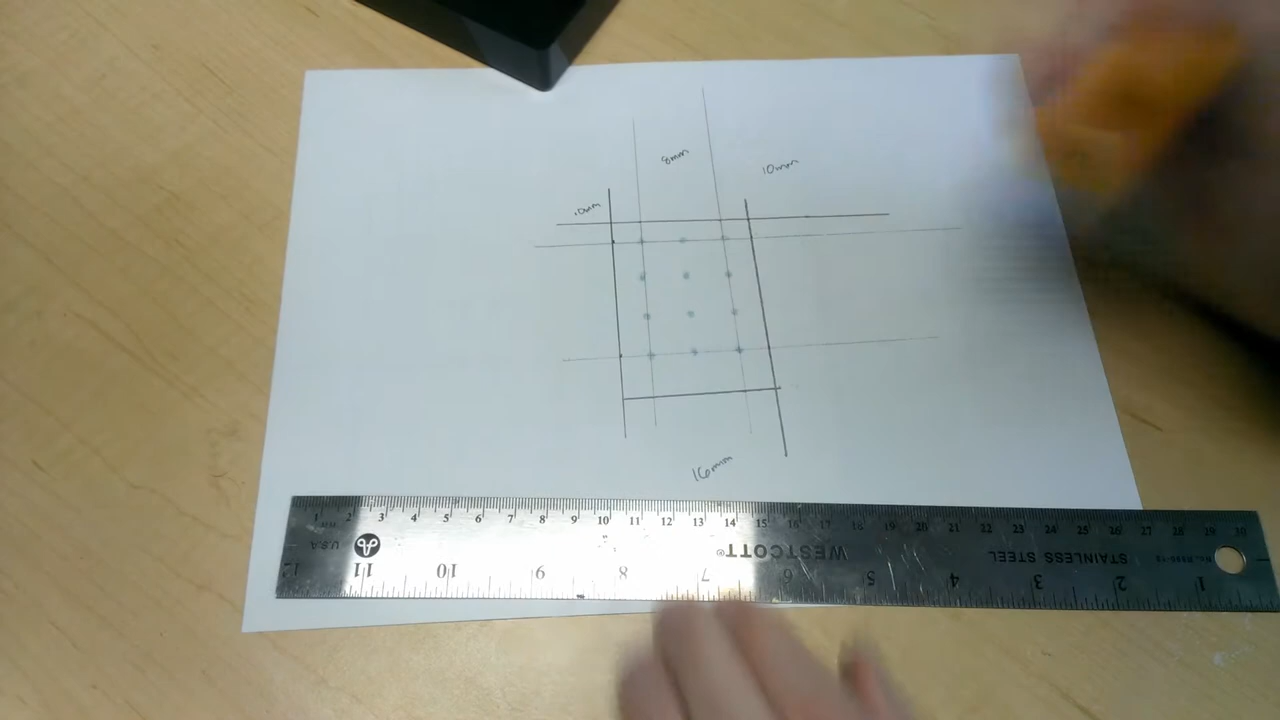 8mm
10mm
10mm
16mm
1 2 3 4 5 6 7 8 9 10 11 12 13 14 15 16 17 18 19 20 21 22 23 24 25 26 27 28 29 30
U.S.A. WESTCOTT® STAINLESS STEEL
12 11 10 9 8 7 6 5 4 3 2 1